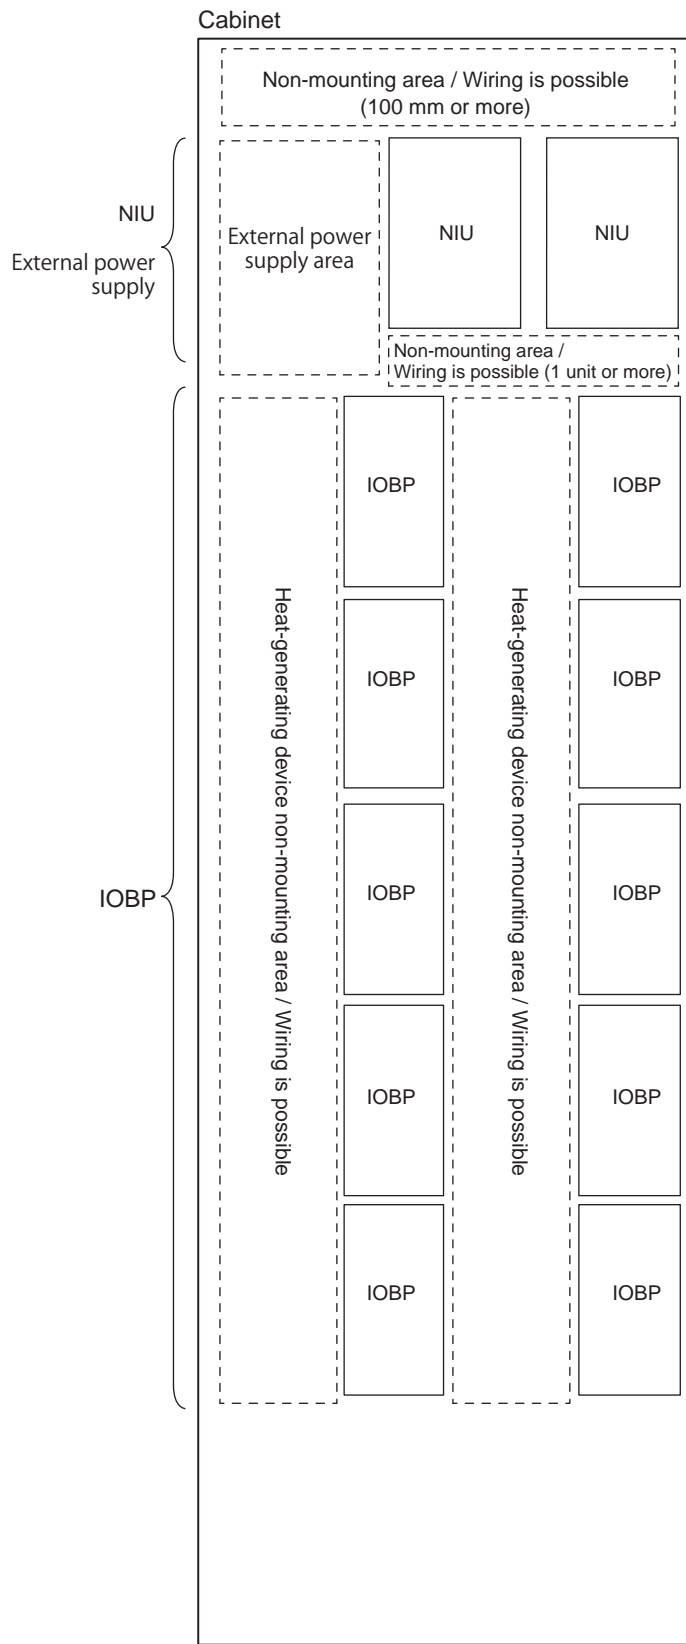 Cabinet
Non-mounting area / Wiring is possible
(100 mm or more)
NIU
External power
supply
External power
supply area
NIU
NIU
Non-mounting area /
Wiring is possible (1 unit or more)
IOBP
Heat-generating device non-mounting area / Wiring is possible
IOBP
IOBP
IOBP
IOBP
IOBP
Heat-generating device non-mounting area / Wiring is possible
IOBP
IOBP
IOBP
IOBP
IOBP